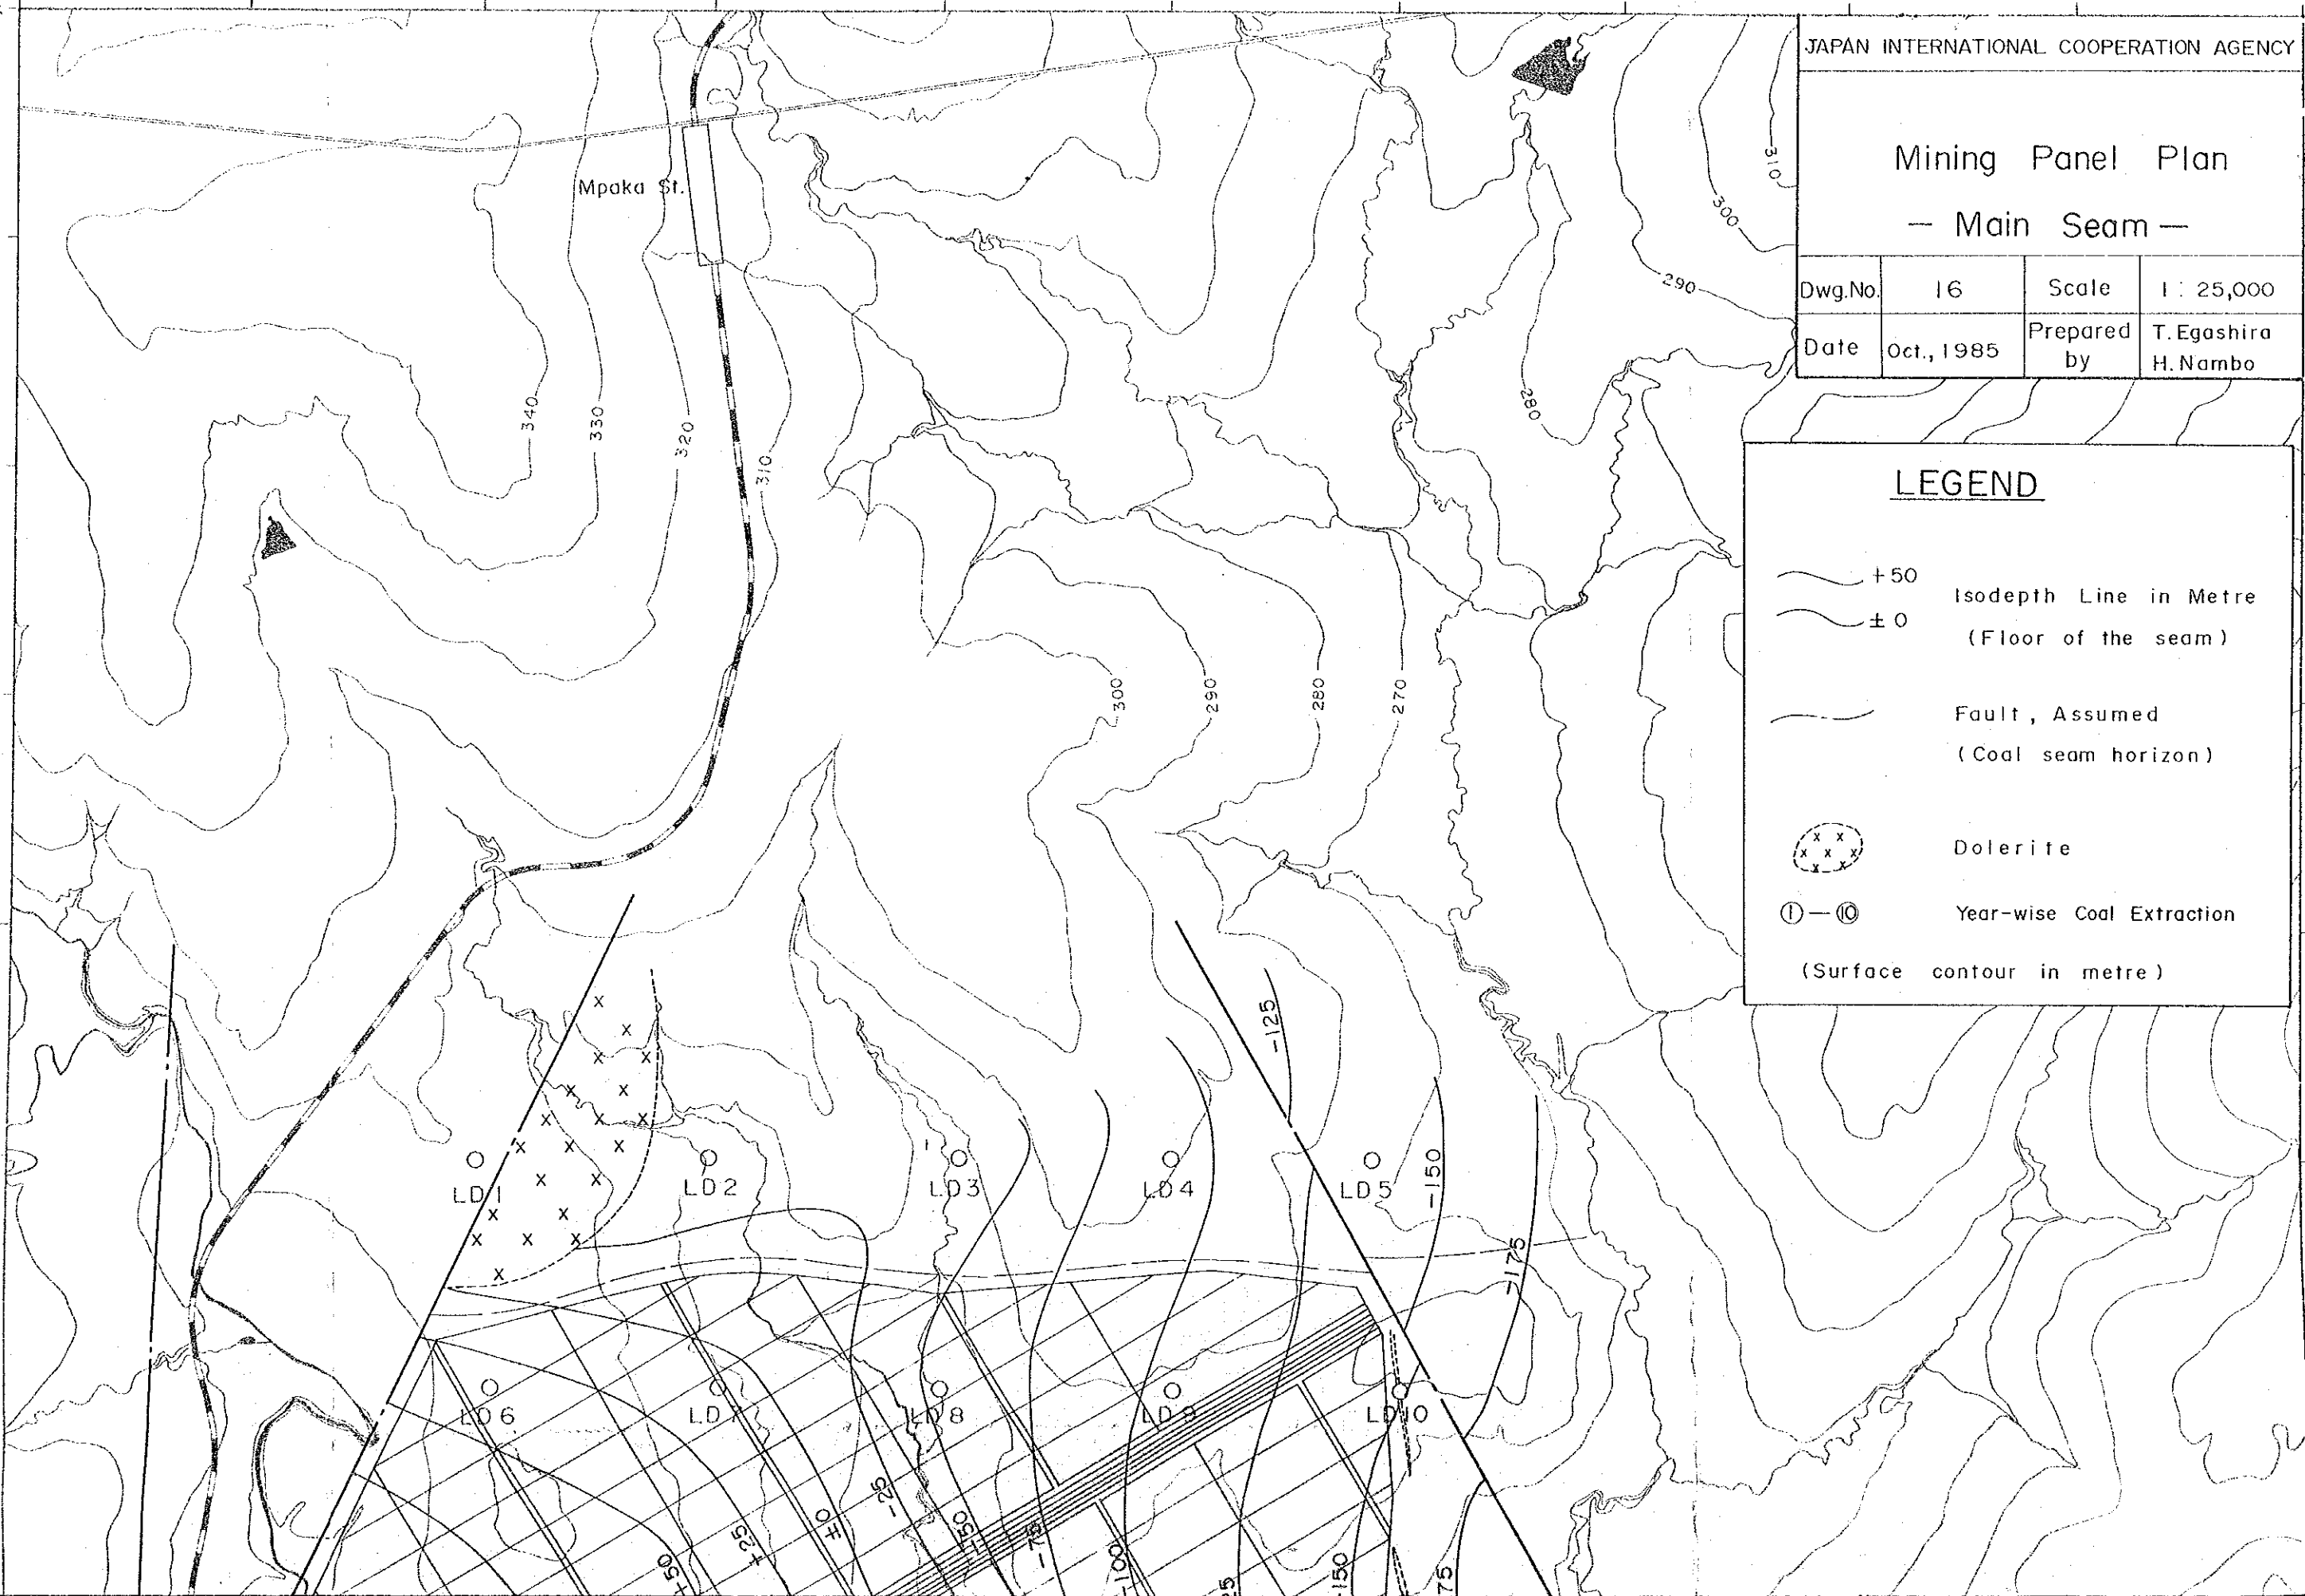 JAPAN INTERNATIONAL COOPERATION AGENCY
Mining Panel Plan
— Main Seam —
Dwg.No. 16 Scale 1 : 25,000
Date Oct., 1985 Prepared by T. Egashira H. Nambo
LEGEND
+50
± 0
Isodepth Line in Metre
(Floor of the seam)
Fault, Assumed
(Coal seam horizon)
Dolerite
①—⑩ Year-wise Coal Extraction
(Surface contour in metre)
Mpaka St.
310
300
290
280
340
330
320
310
300
290
280
270
-125
-150
-175
LD1
LD2
LD3
LD4
LD5
LD6
LD7
LD8
LD9
LD10
+50
+25
±0
-25
-50
-75
-100
-150